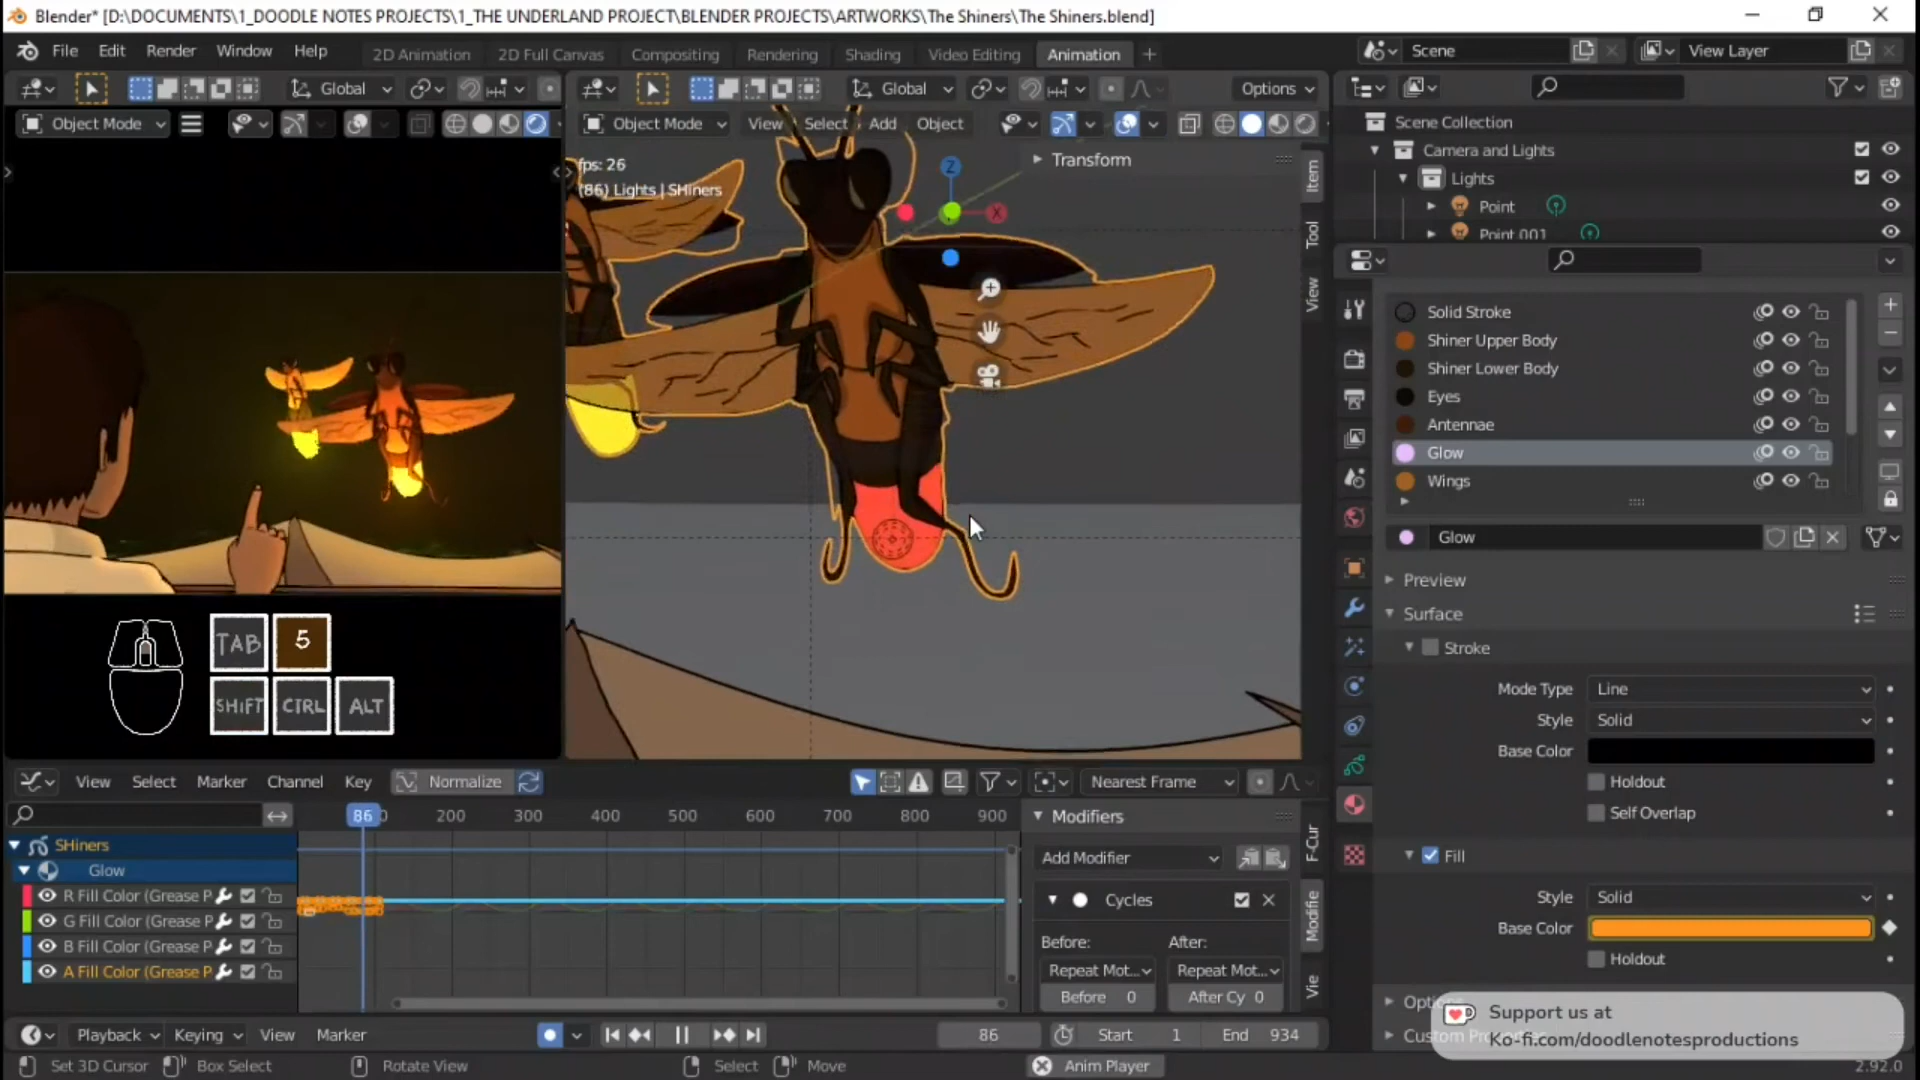 Blender* [D:\DOCUMENTS\1_DOODLE NOTES PROJECTS\1_THE UNDERLAND PROJECT\BLENDER PROJECTS\ARTWORKS\The Shiners\The Shiners.blend]
File Edit Render Window Help 2D Animation 2D Full Canvas Compositing Rendering Shading Video Editing Animation + Scene View Layer
Global Global Options
Object Mode Object Mode View Select Add Object
Scene Collection
Camera and Lights
Lights
Point
Point.001
fps: 26
(86) Lights | SHiners
Transform
Z
X
Item
Tool
View
Solid Stroke
Shiner Upper Body
Shiner Lower Body
Eyes
Antennae
Glow
Wings
Glow
Preview
Surface
Stroke
Mode Type Line
Style Solid
Base Color
Holdout
Self Overlap
Fill
Style Solid
Base Color
Holdout
TAB 5
SHIFT CTRL ALT
View Select Marker Channel Key Normalize Nearest Frame
86 200 300 400 500 600 700 800 900
SHiners
Glow
R Fill Color (Grease P
G Fill Color (Grease P
B Fill Color (Grease P
A Fill Color (Grease P
Modifiers
Add Modifier
Cycles
Before: After:
Repeat Mot... Repeat Mot...
Before 0 After Cy 0
F-Cur
Modifie
Vie
Support us at
Ko-fi.com/doodlenotesproductions
Playback Keying View Marker 86 Start 1 End 934
Set 3D Cursor Box Select Rotate View Select Move Anim Player 2.92.0